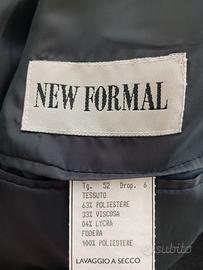 NEW FORMAL
Tg. 52 Drop. 6
TESSUTO
63% POLIESTERE
33% VISCOSA
04% LYCRA
FODERA
100% POLIESTERE
LAVAGGIO A SECCO
subito